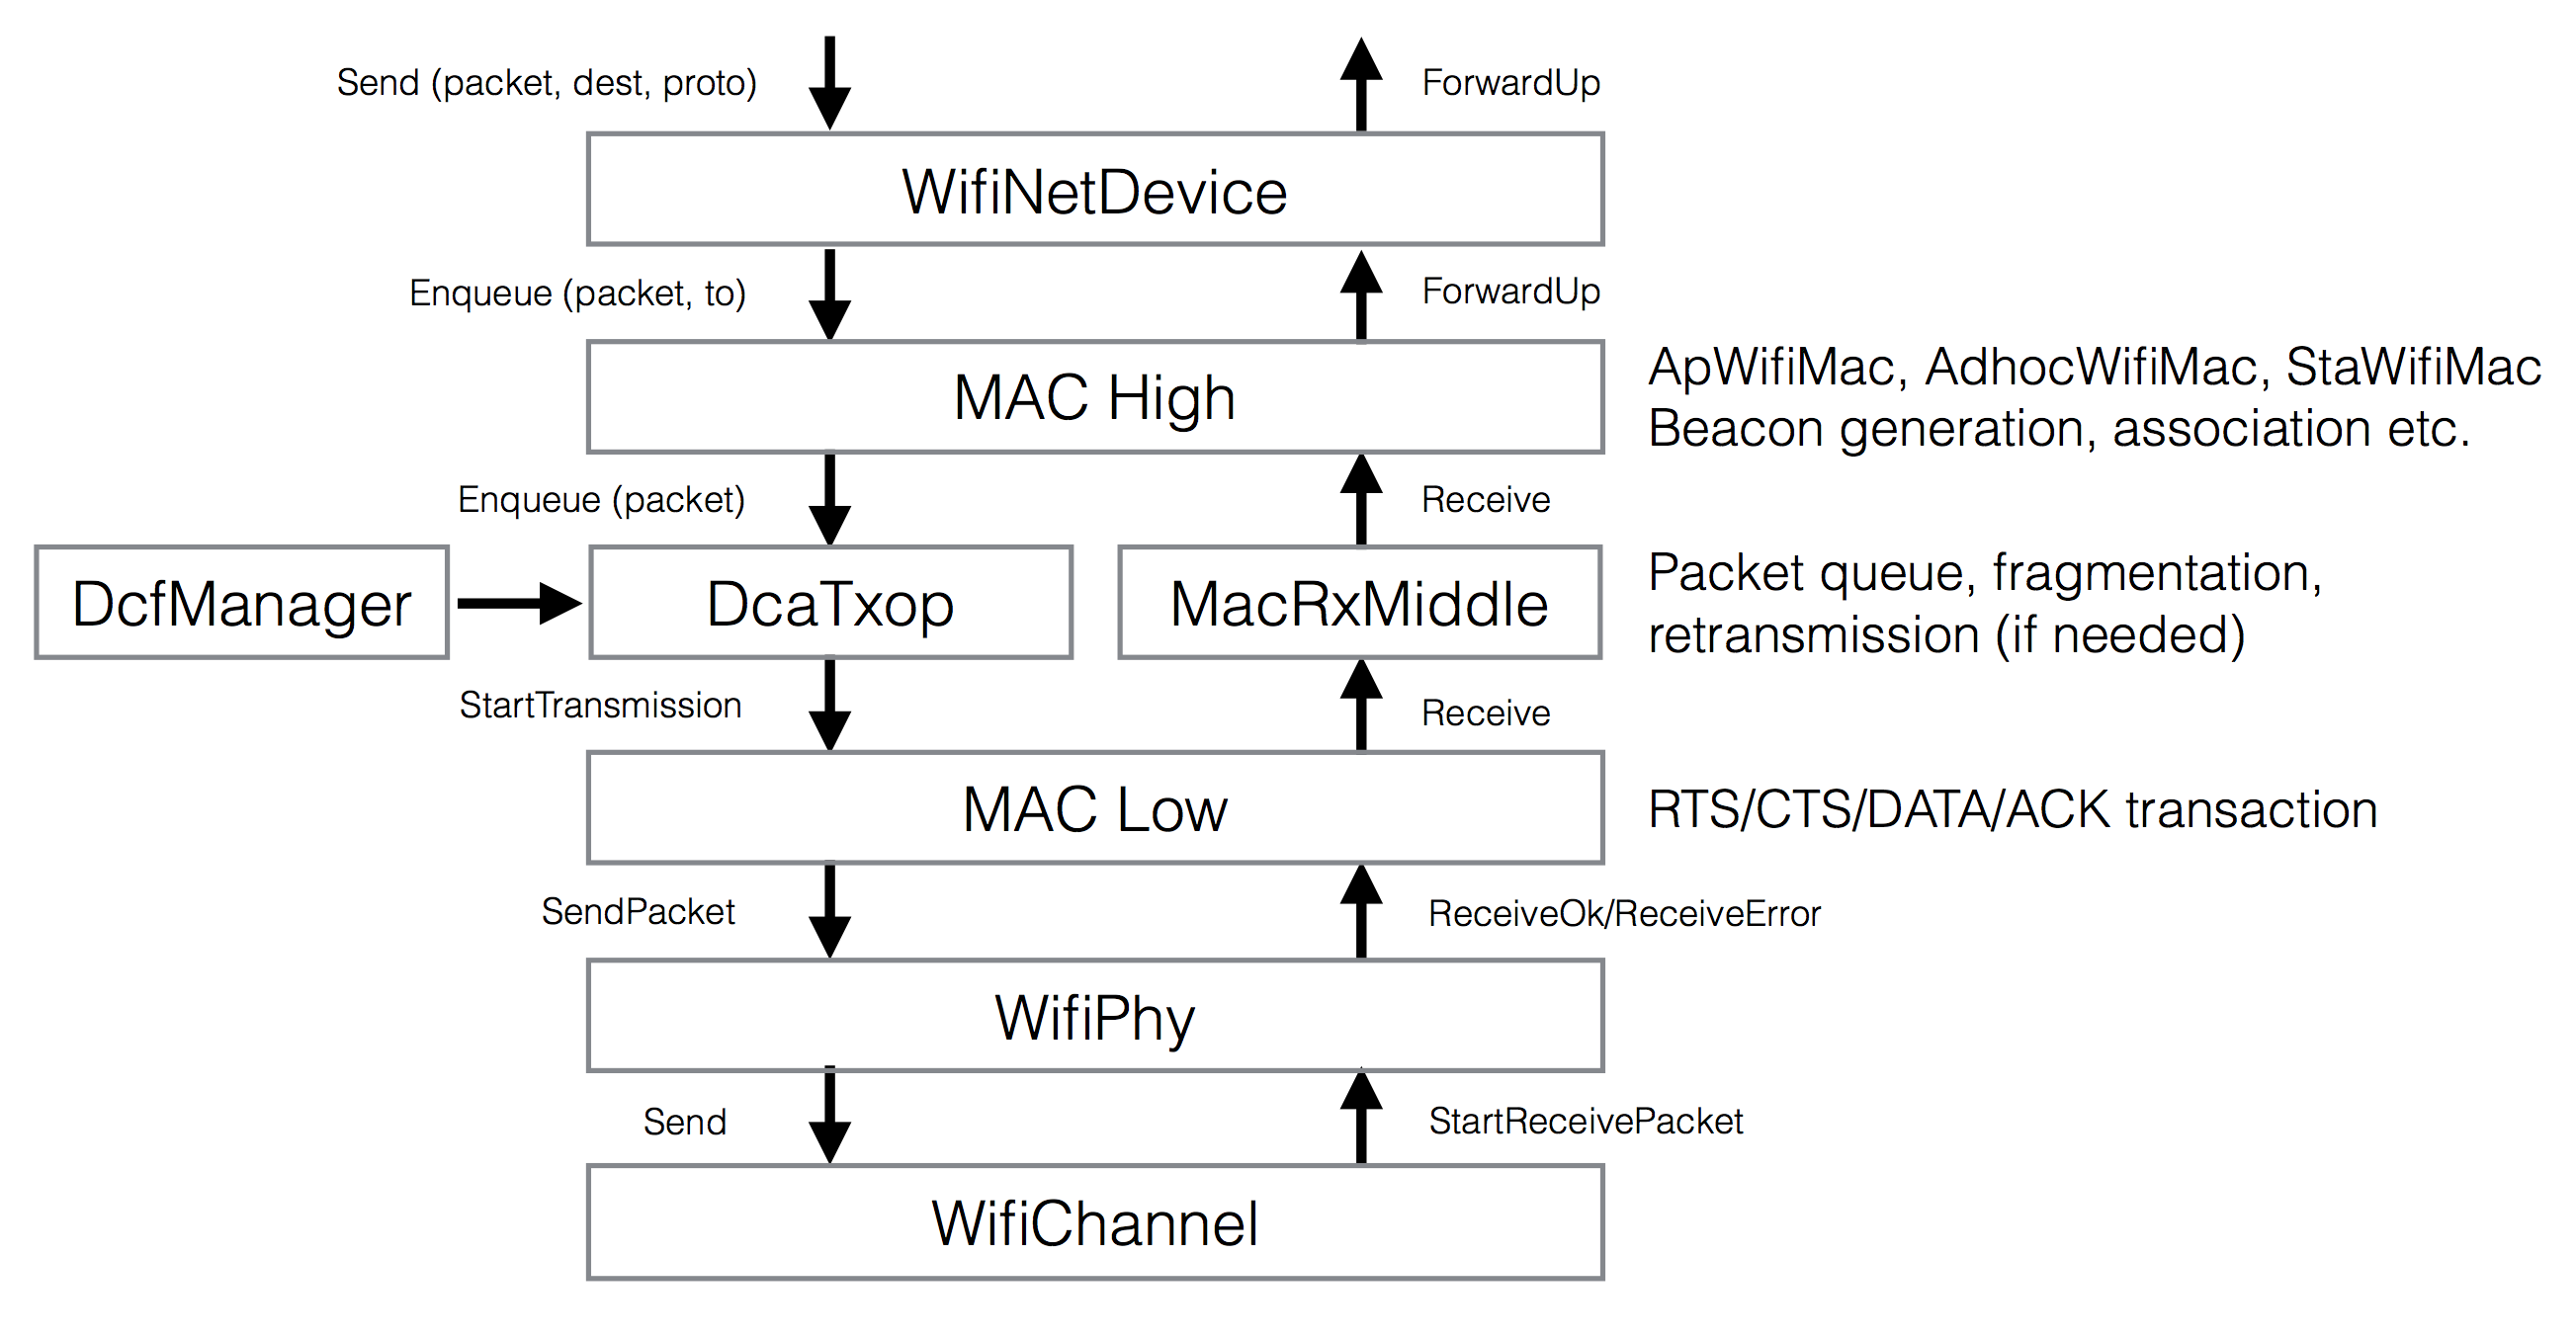 Send (packet, dest, proto)
ForwardUp
WifiNetDevice
Enqueue (packet, to)
ForwardUp
MAC High
ApWifiMac, AdhocWifiMac, StaWifiMac
Beacon generation, association etc.
Enqueue (packet)
Receive
DcfManager
DcaTxop
MacRxMiddle
Packet queue, fragmentation,
retransmission (if needed)
StartTransmission
Receive
MAC Low
RTS/CTS/DATA/ACK transaction
SendPacket
ReceiveOk/ReceiveError
WifiPhy
Send
StartReceivePacket
WifiChannel